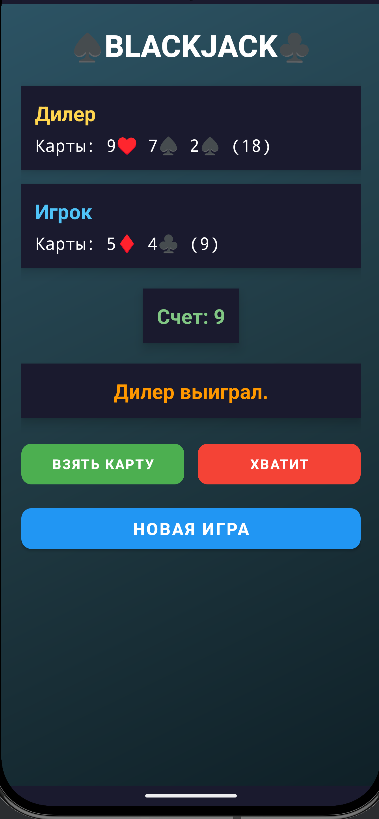 ♠BLACKJACK♣
Дилер
Карты: 9♥ 7♠ 2♠ (18)
Игрок
Карты: 5♦ 4♣ (9)
Счет: 9
Дилер выиграл.
ВЗЯТЬ КАРТУ
ХВАТИТ
НОВАЯ ИГРА